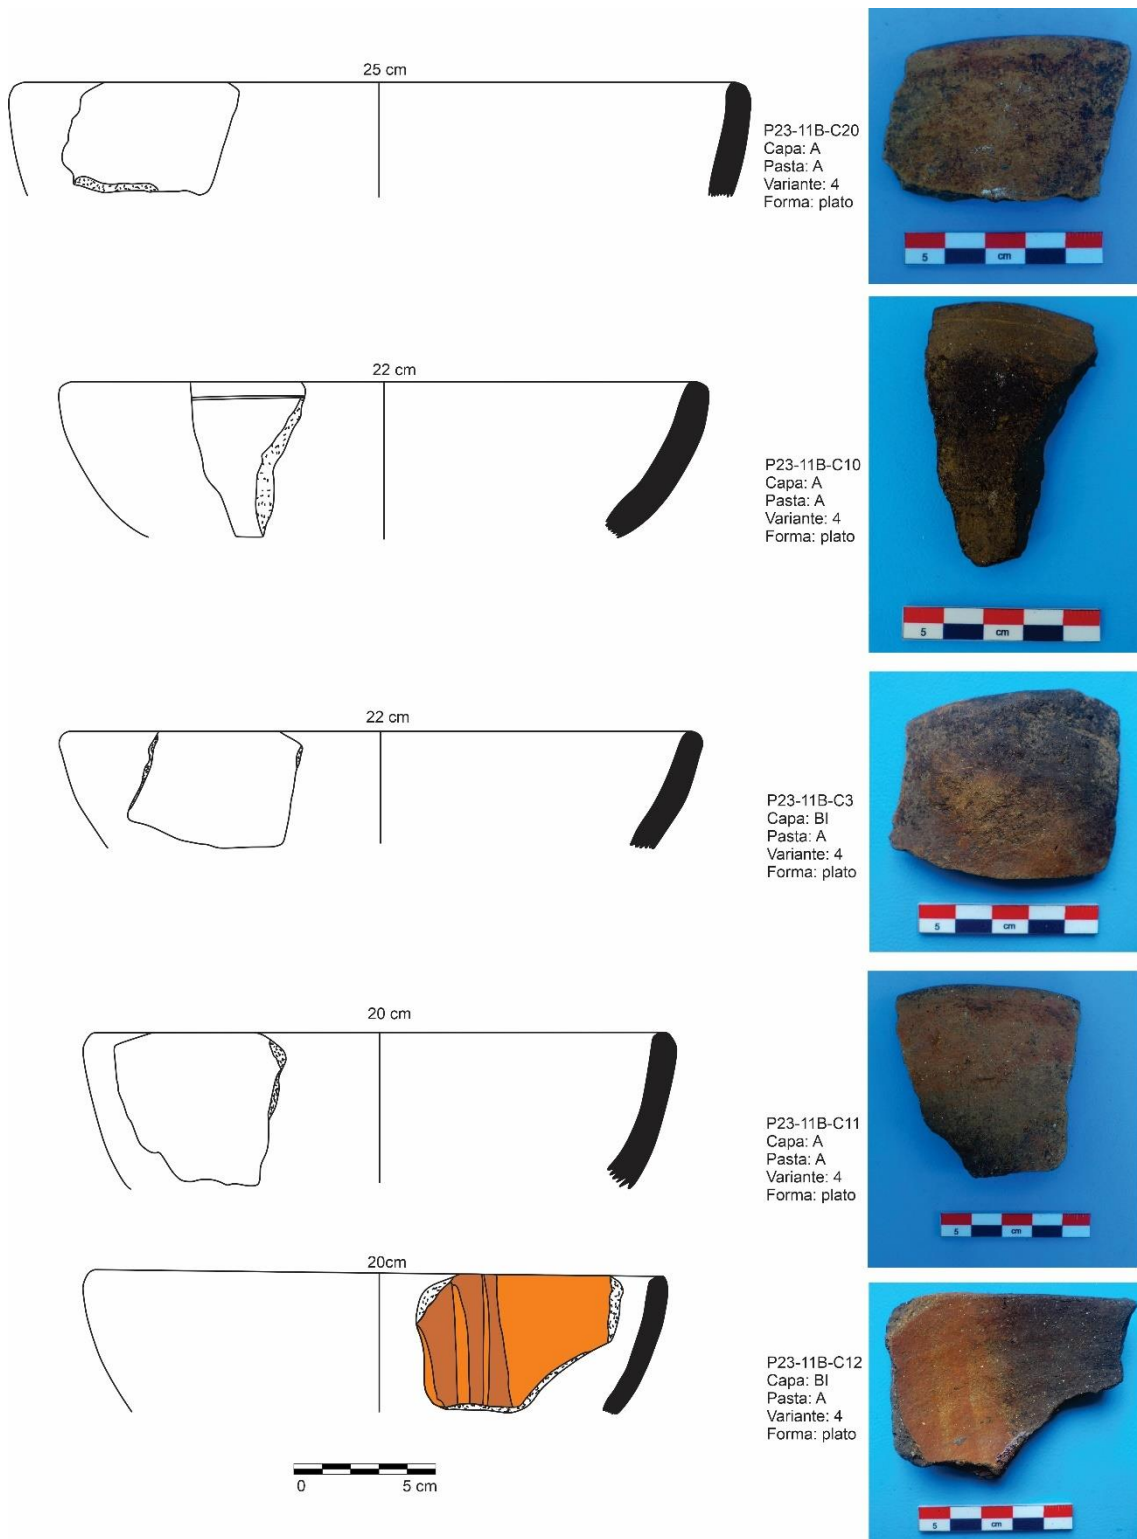 25 cm
P23-11B-C20
Capa: A
Pasta: A
Variante: 4
Forma: plato
5 cm
22 cm
P23-11B-C10
Capa: A
Pasta: A
Variante: 4
Forma: plato
5 cm
22 cm
P23-11B-C3
Capa: BI
Pasta: A
Variante: 4
Forma: plato
5 cm
20 cm
P23-11B-C11
Capa: A
Pasta: A
Variante: 4
Forma: plato
5 cm
20cm
P23-11B-C12
Capa: BI
Pasta: A
Variante: 4
Forma: plato
5 cm
0 5 cm